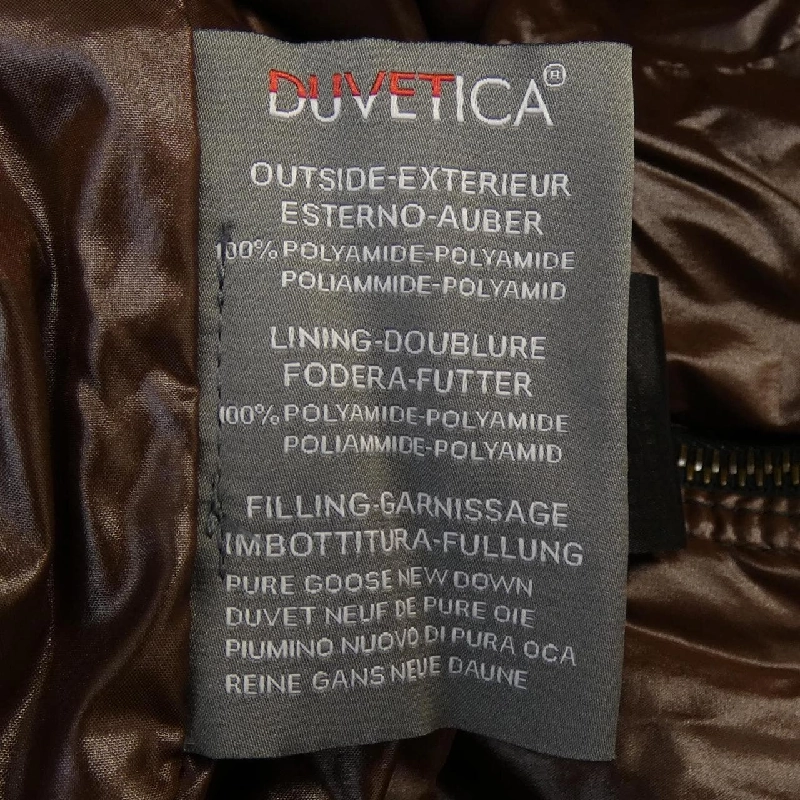 DUVETICA®
OUTSIDE-EXTERIEUR
ESTERNO-AUBER
100% POLYAMIDE-POLYAMIDE
POLIAMMIDE-POLYAMID
LINING-DOUBLURE
FODERA-FUTTER
100% POLYAMIDE-POLYAMIDE
POLIAMMIDE-POLYAMID
FILLING-GARNISSAGE
IMBOTTITURA-FULLUNG
PURE GOOSE NEW DOWN
DUVET NEUF DE PURE OIE
PIUMINO NUOVO DI PURA OCA
REINE GANS NEUE DAUNE